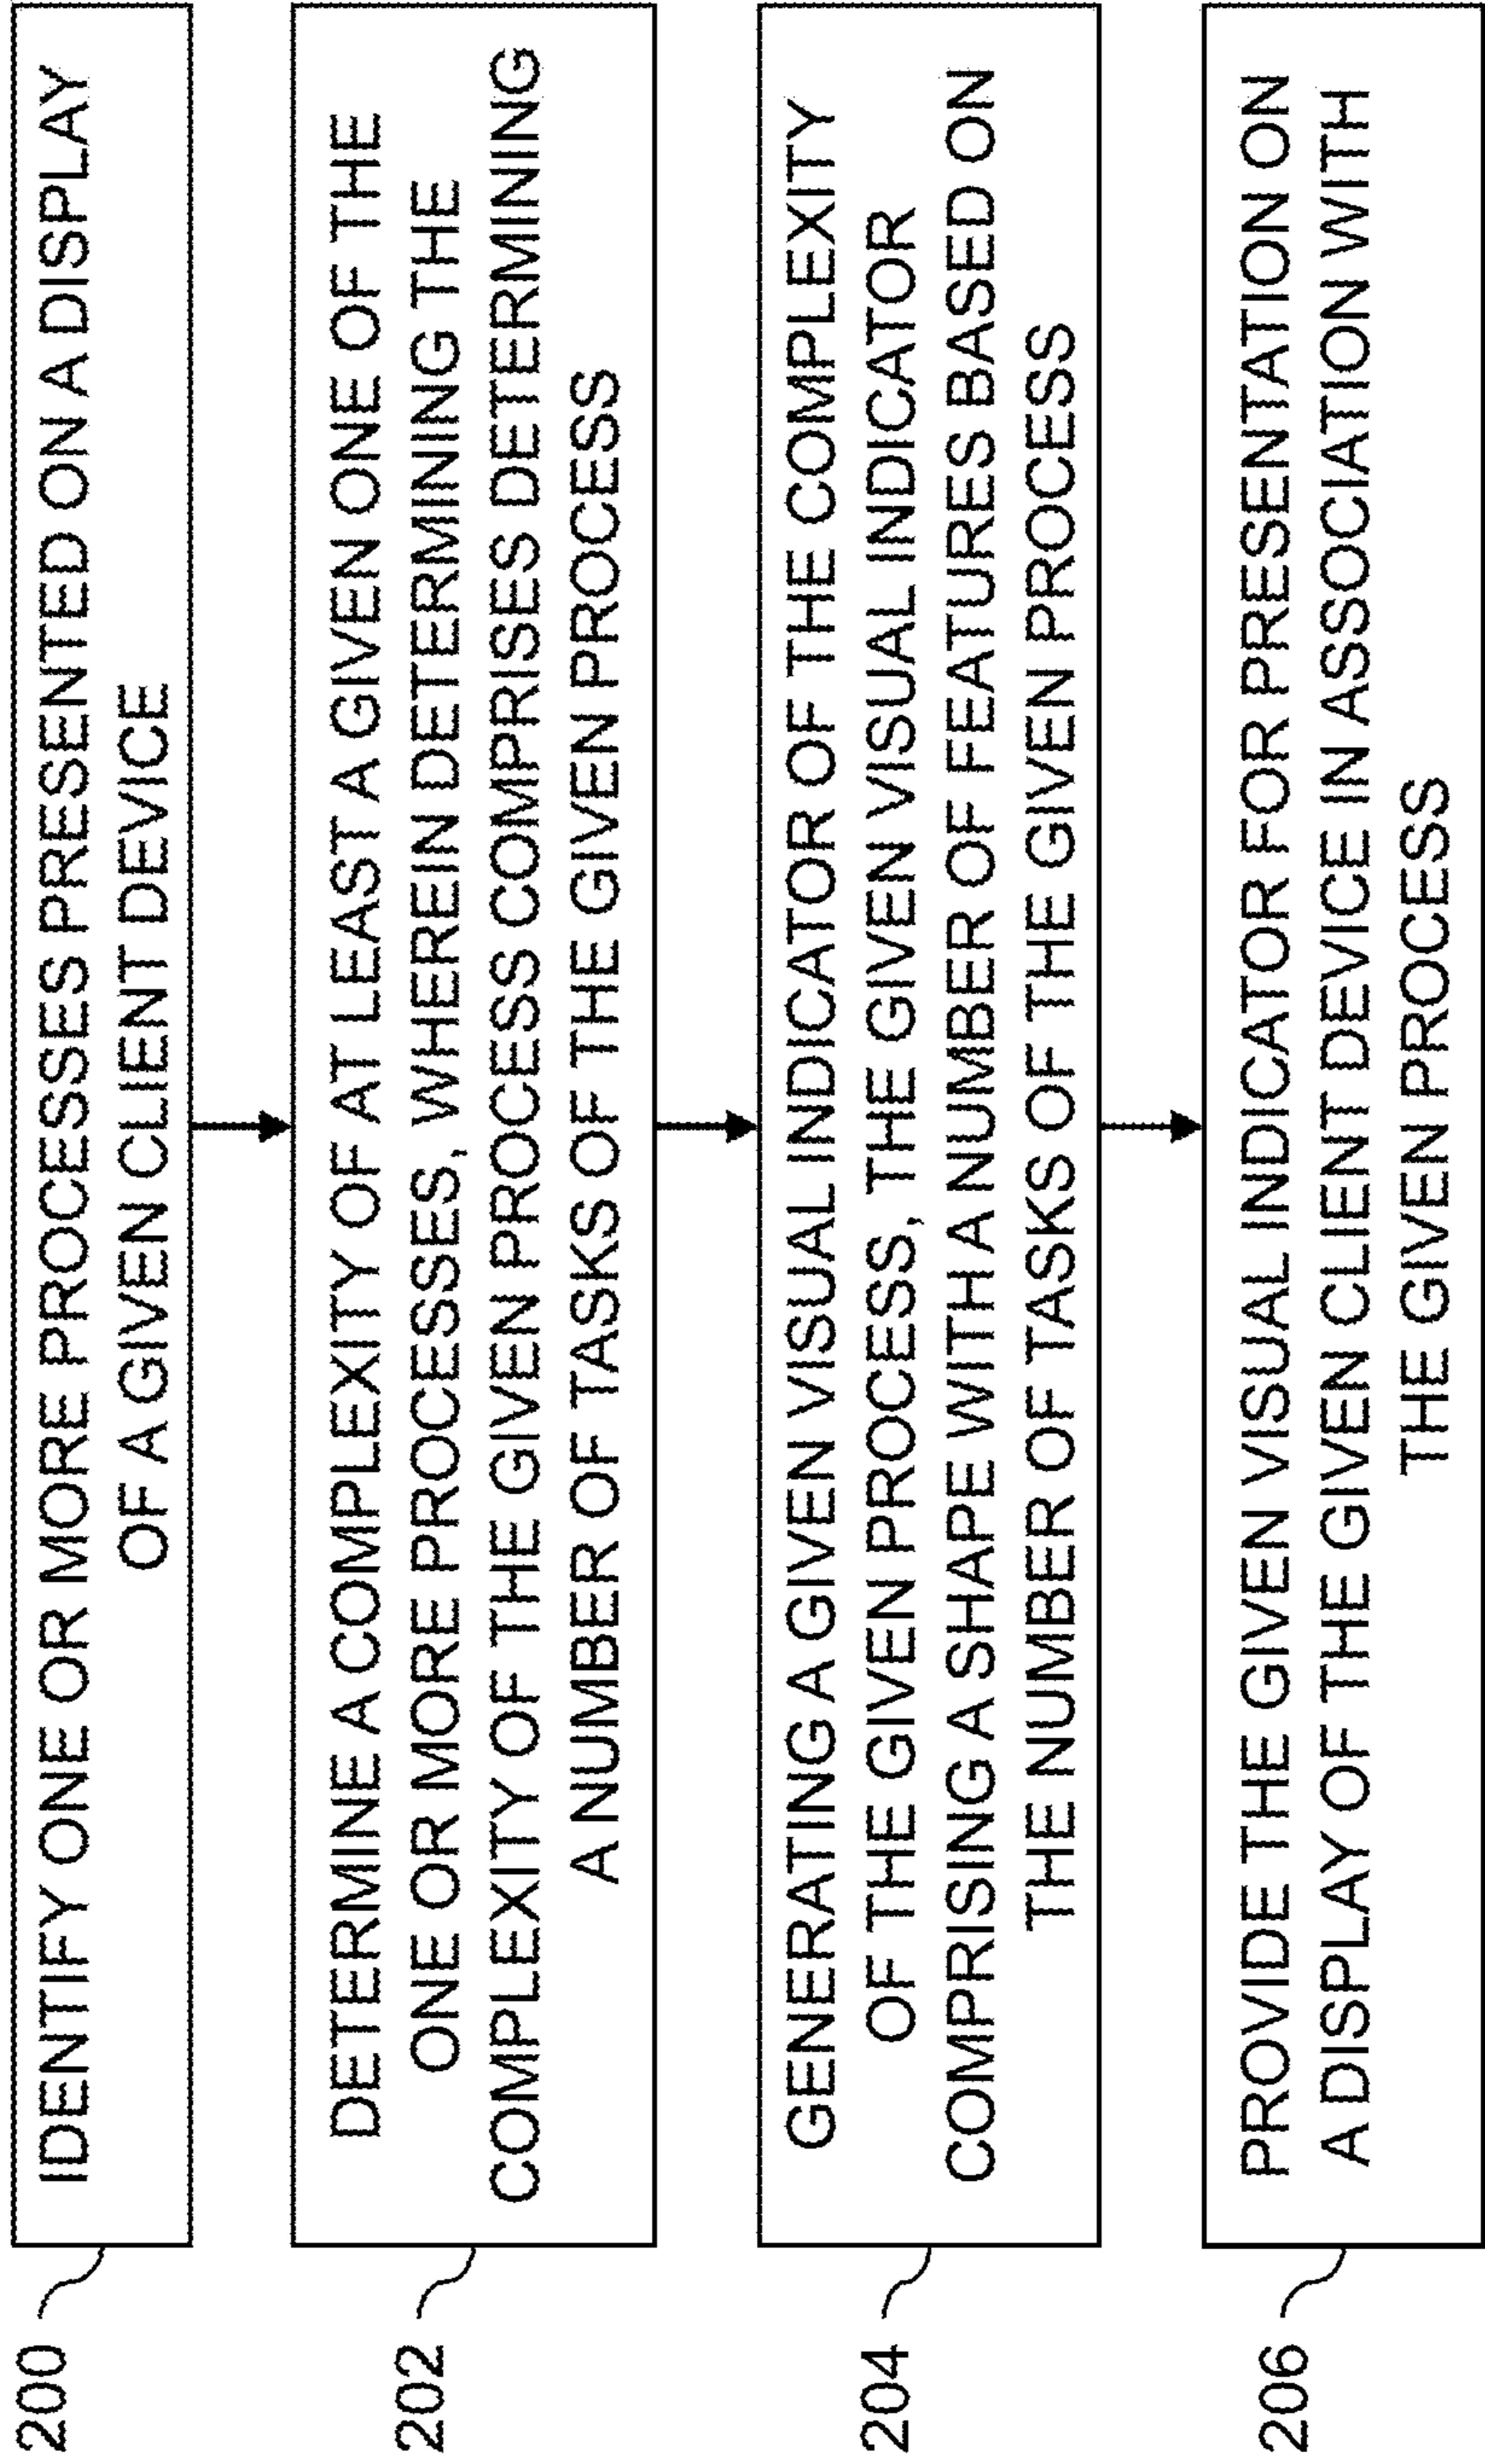 200
IDENTIFY ONE OR MORE PROCESSES PRESENTED ON A DISPLAY
OF A GIVEN CLIENT DEVICE
202
DETERMINE A COMPLEXITY OF AT LEAST A GIVEN ONE OF THE
ONE OR MORE PROCESSES, WHEREIN DETERMINING THE
COMPLEXITY OF THE GIVEN PROCESS COMPRISES DETERMINING
A NUMBER OF TASKS OF THE GIVEN PROCESS
204
GENERATING A GIVEN VISUAL INDICATOR OF THE COMPLEXITY
OF THE GIVEN PROCESS, THE GIVEN VISUAL INDICATOR
COMPRISING A SHAPE WITH A NUMBER OF FEATURES BASED ON
THE NUMBER OF TASKS OF THE GIVEN PROCESS
206
PROVIDE THE GIVEN VISUAL INDICATOR FOR PRESENTATION ON
A DISPLAY OF THE GIVEN CLIENT DEVICE IN ASSOCIATION WITH
THE GIVEN PROCESS